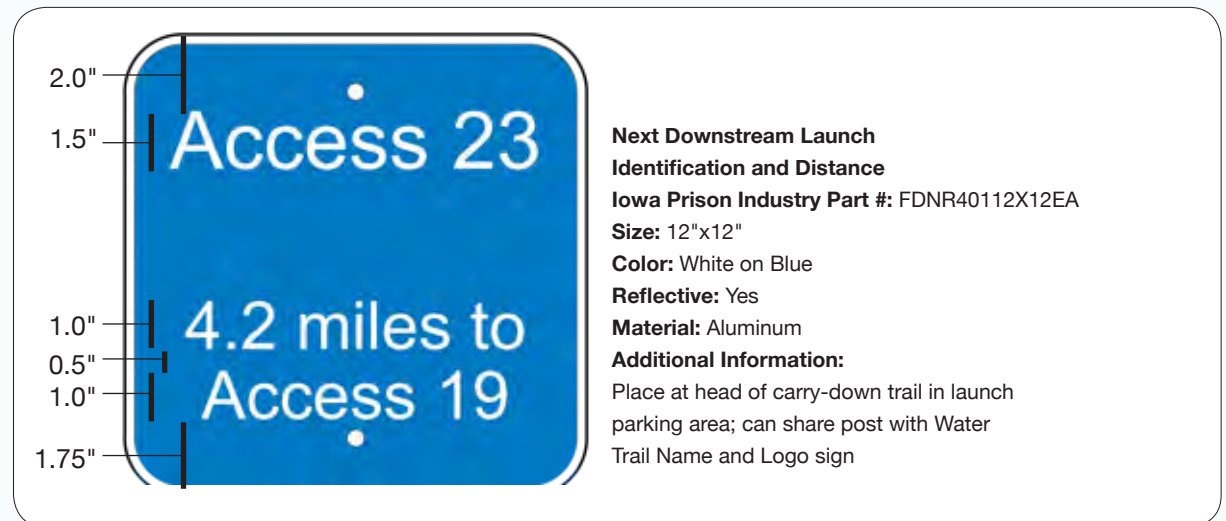 2.0"
1.5"
1.0"
0.5"
1.0"
1.75"
Access 23
4.2 miles to
Access 19
Next Downstream Launch
Identification and Distance
Iowa Prison Industry Part #: FDNR40112X12EA
Size: 12"x12"
Color: White on Blue
Reflective: Yes
Material: Aluminum
Additional Information:
Place at head of carry-down trail in launch
parking area; can share post with Water
Trail Name and Logo sign